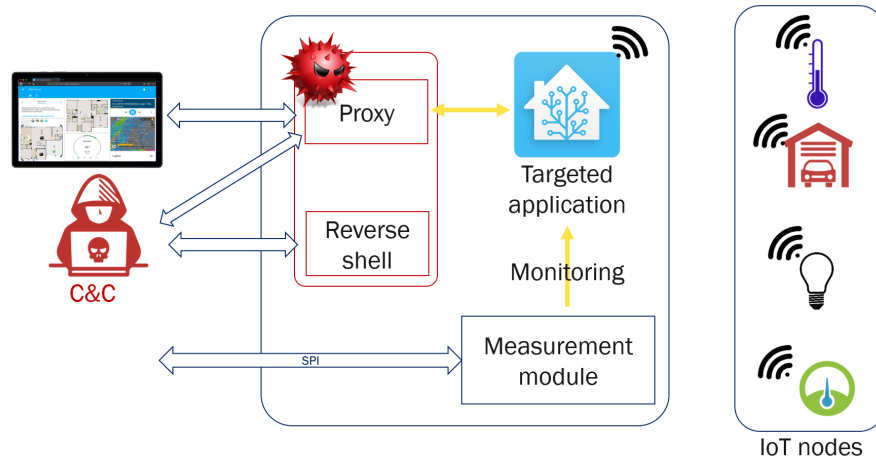 Proxy
Targeted
application
Reverse
shell
Monitoring
C&C
SPI
Measurement
module
IoT nodes